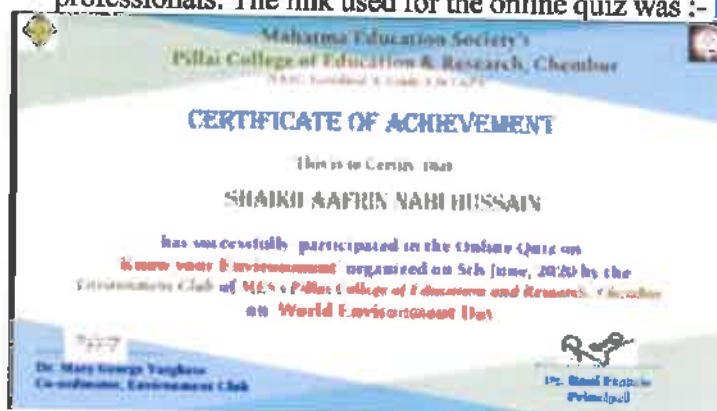 professionals. The link used for the online quiz was :-
Mahatma Education Society's
Pillai College of Education & Research, Chembur
CERTIFICATE OF ACHIEVEMENT
This is to Certify that
SHAIKH AAFRIN NABI HUSSAIN
has successfully participated in the Online Quiz on
'Know your Environment' organized on 5th June, 2020 by the
Environment Club of MES's Pillai College of Education and Research, Chembur
on World Environment Day
Dr. Mary George Varghese
Co-ordinator, Environment Club
Dr.
Principal